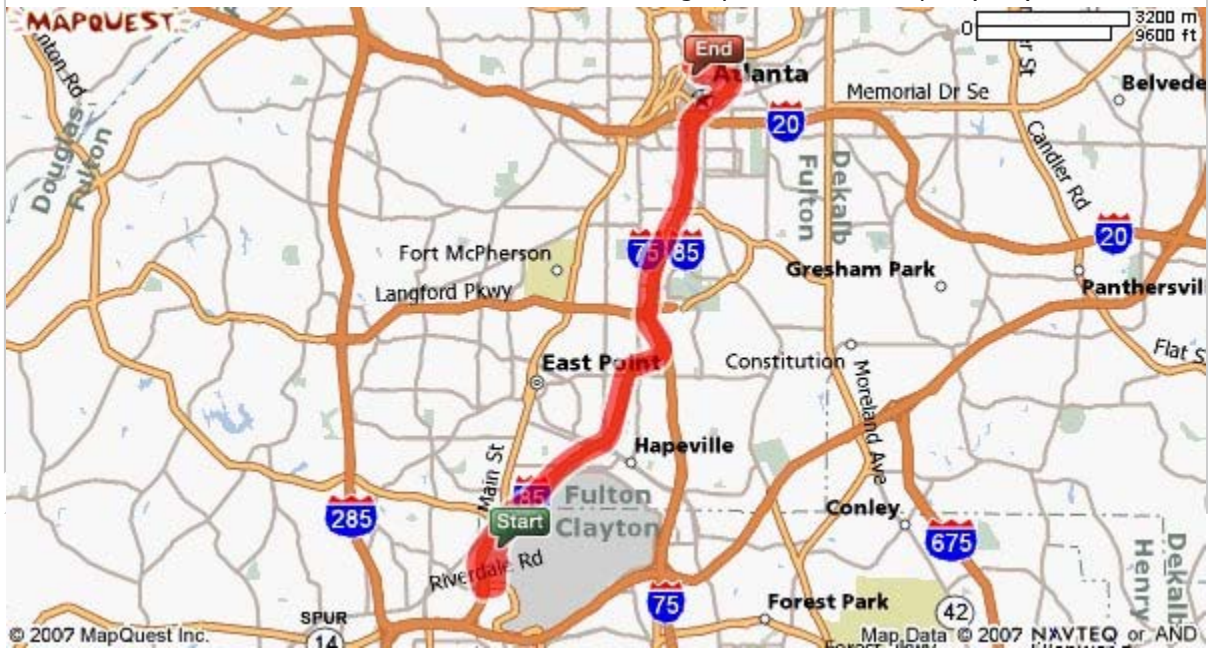 MAPQUEST
0
3200 m
9600 ft
End
Atlanta
Belvede
Memorial Dr Se
20
Douglas
Fulton
Fulton
Dekalb
Candler Rd
20
Fort McPherson
75
85
Gresham Park
Langford Pkwy
Panthersvil
East Point
Constitution
Flat S
Moreland Ave
Main St
Hapeville
85
Fulton
285
Start
Clayton
Conley
675
Riverdale Rd
Dekalb
Henry
75
SPUR
14
Forest Park
42
© 2007 MapQuest Inc.
Map Data © 2007 NAVTEQ or AND